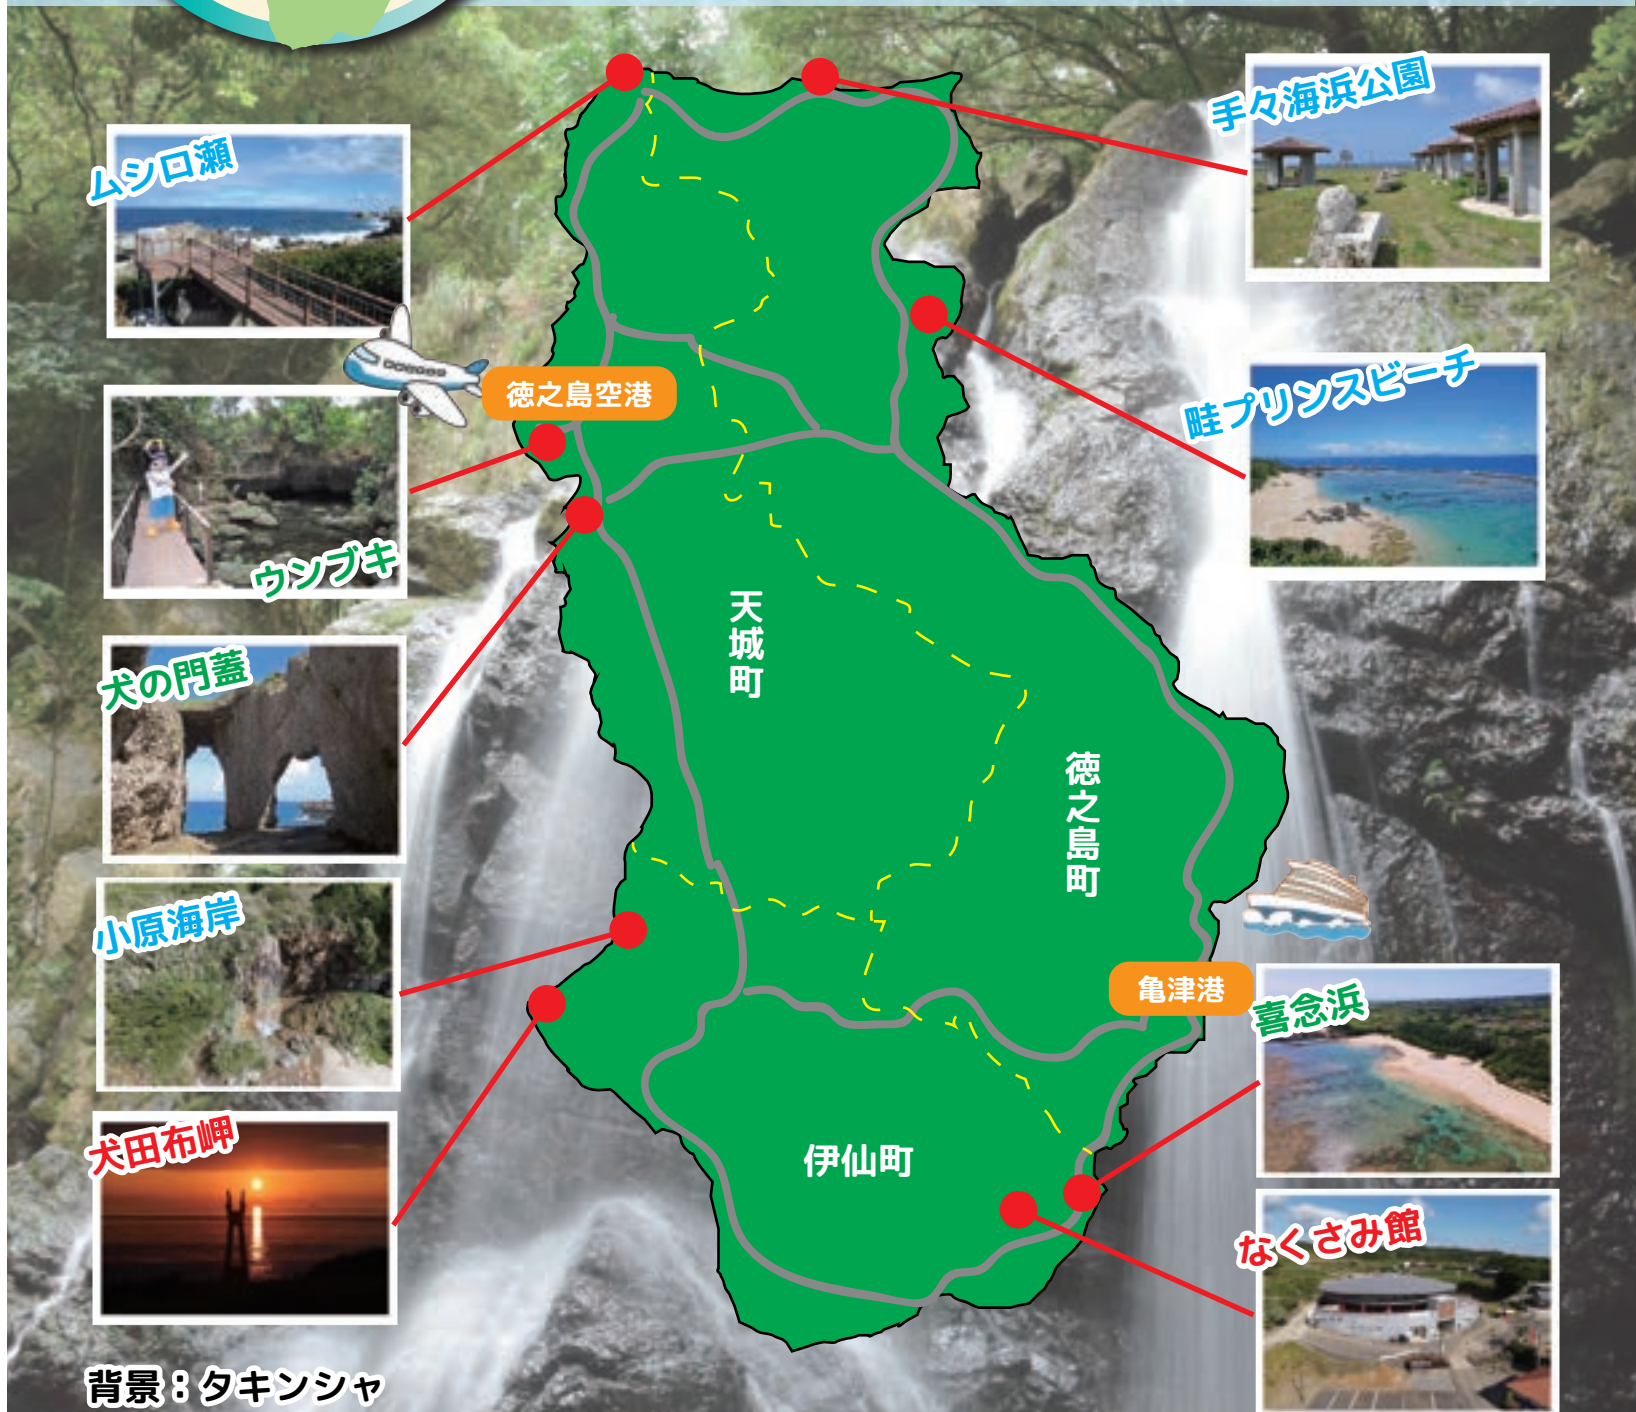 手々海浜公園
ムシロ瀬
畦プリンスビーチ
徳之島空港
ウンブキ
天城町
犬の門蓋
徳之島町
小原海岸
亀津港
喜念浜
犬田布岬
伊仙町
なくさみ館
背景：タキンシャ